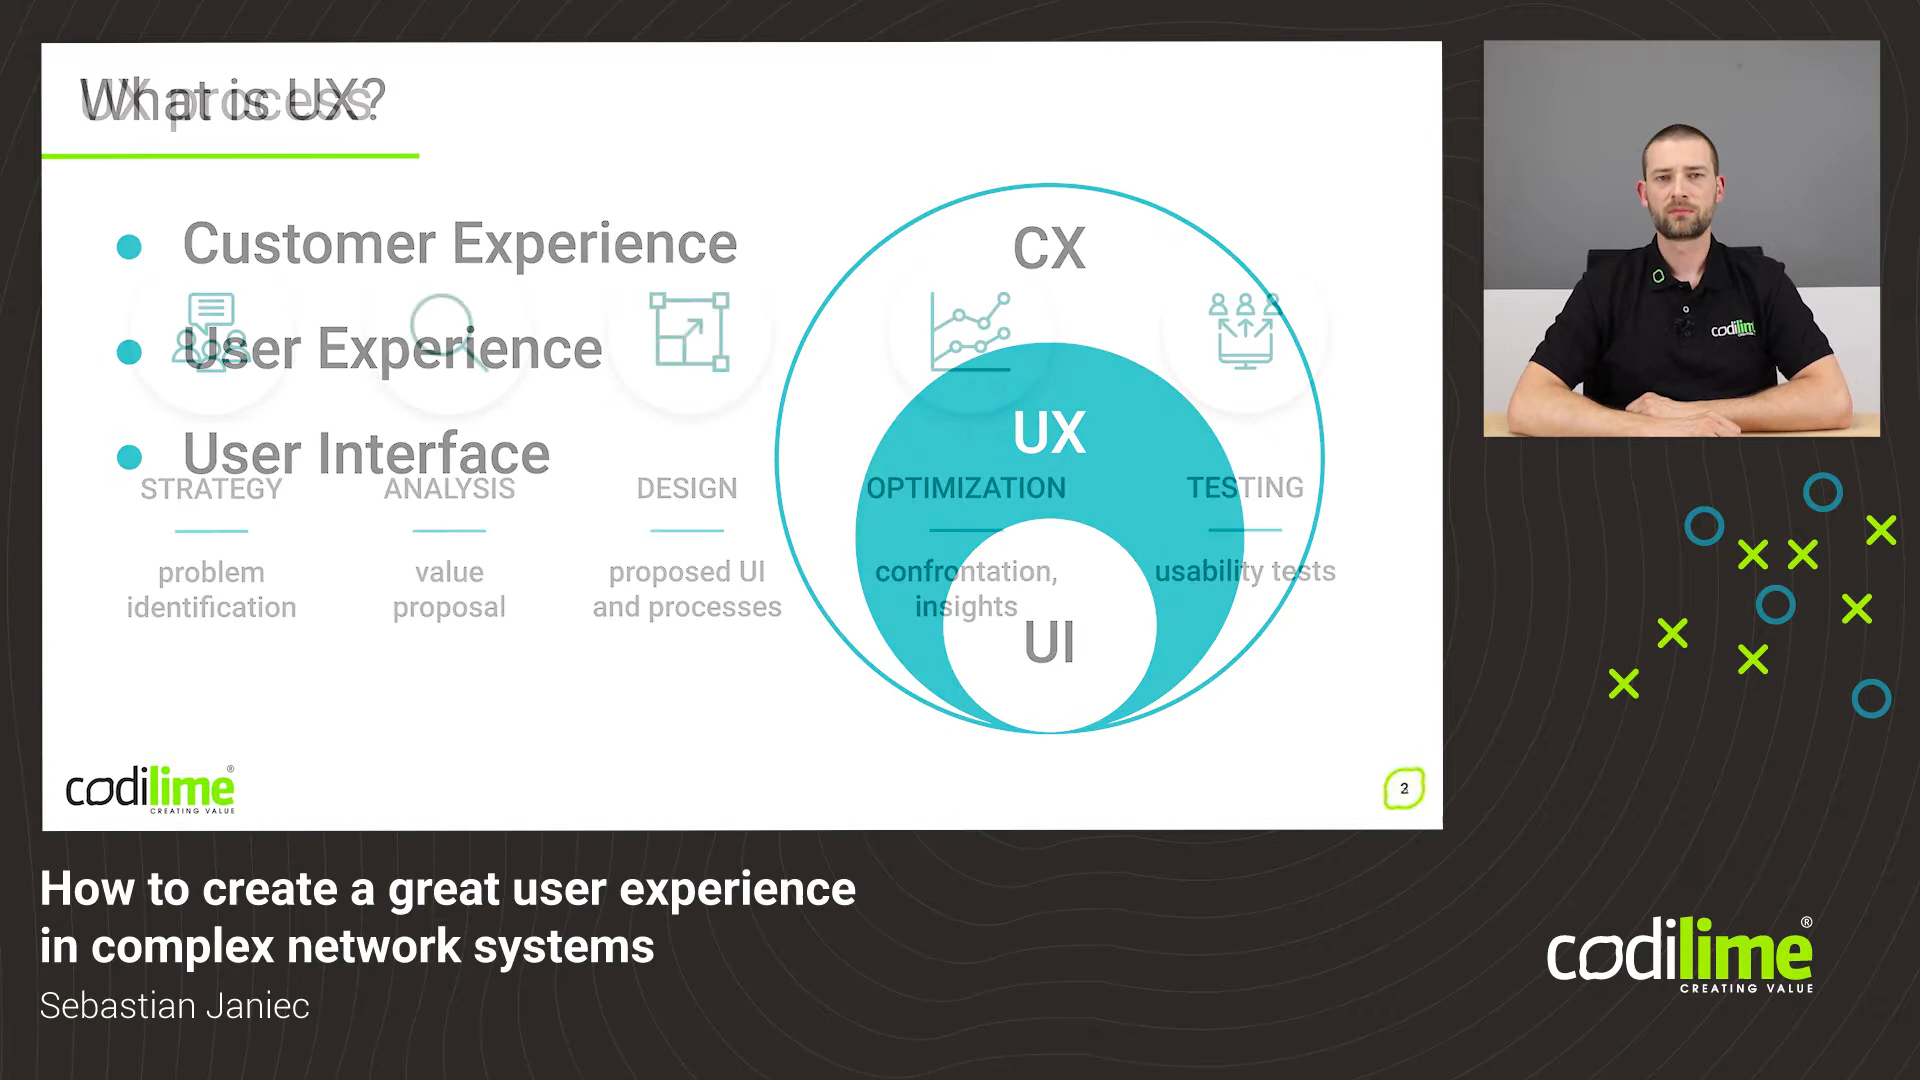 What is UX?
UX process
Customer Experience
User Experience
User Interface
CX
UX
UI
STRATEGY
problem
identification
ANALYSIS
value
proposal
DESIGN
proposed UI
and processes
OPTIMIZATION
confrontation,
insights
TESTING
usability tests
codilime®
CREATING VALUE
2
codilime
How to create a great user experience
in complex network systems
Sebastian Janiec
codilime®
CREATING VALUE